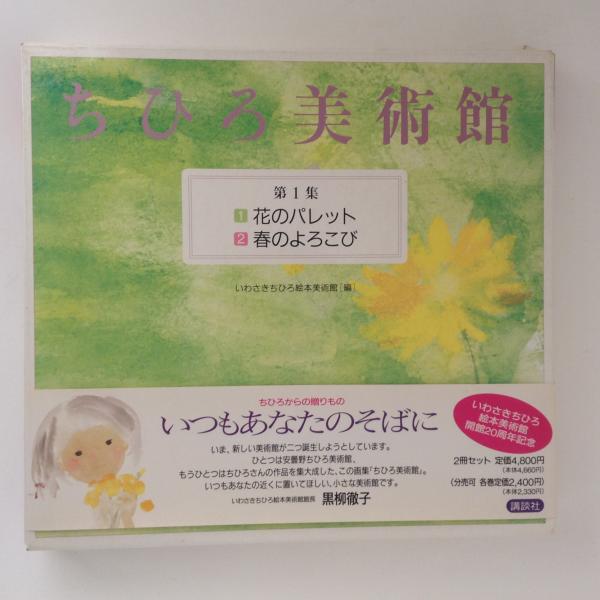 ちひろ美術館
第1集
1 花のパレット
2 春のよろこび
いわさきちひろ絵本美術館[編]
ちひろからの贈りもの
いつもあなたのそばに
いま、新しい美術館が二つ誕生しようとしています。
ひとつは安曇野ちひろ美術館、
もうひとつはちひろさんの作品を集大成した、この画集「ちひろ美術館」。
いつもあなたの近くに置いてほしい、小さな美術館です。
いわさきちひろ絵本美術館館長 黒柳徹子
いわさきちひろ
絵本美術館
開館20周年記念
2冊セット 定価4,800円
(本体4,660円)
(分売可 各巻定価2,400円)
(本体2,330円)
講談社